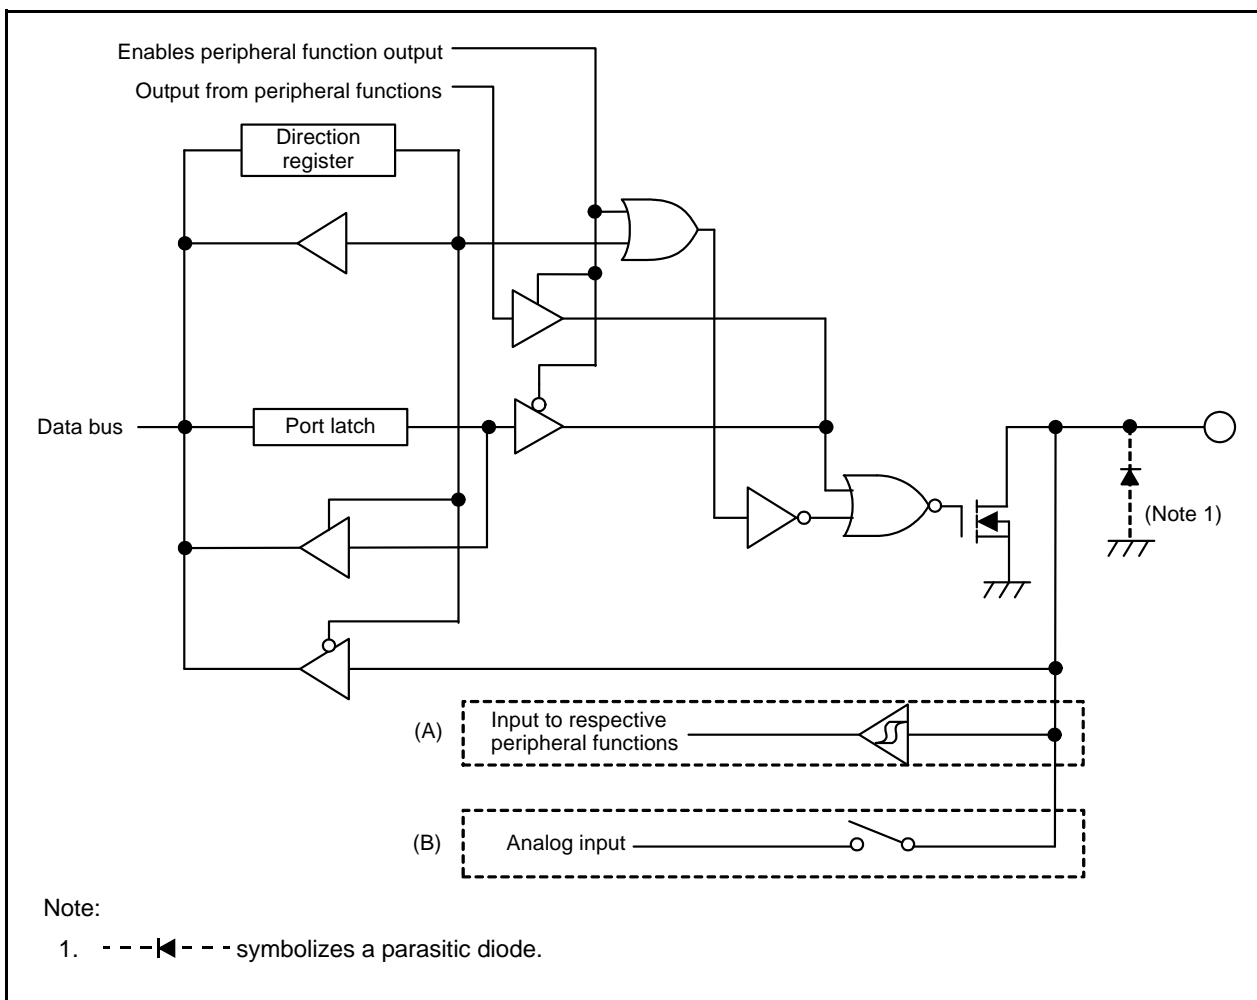 Enables peripheral function output
Output from peripheral functions
Direction
register
Data bus
Port latch
(Note 1)
(A)
Input to respective
peripheral functions
(B)
Analog input
Note:
1. symbolizes a parasitic diode.